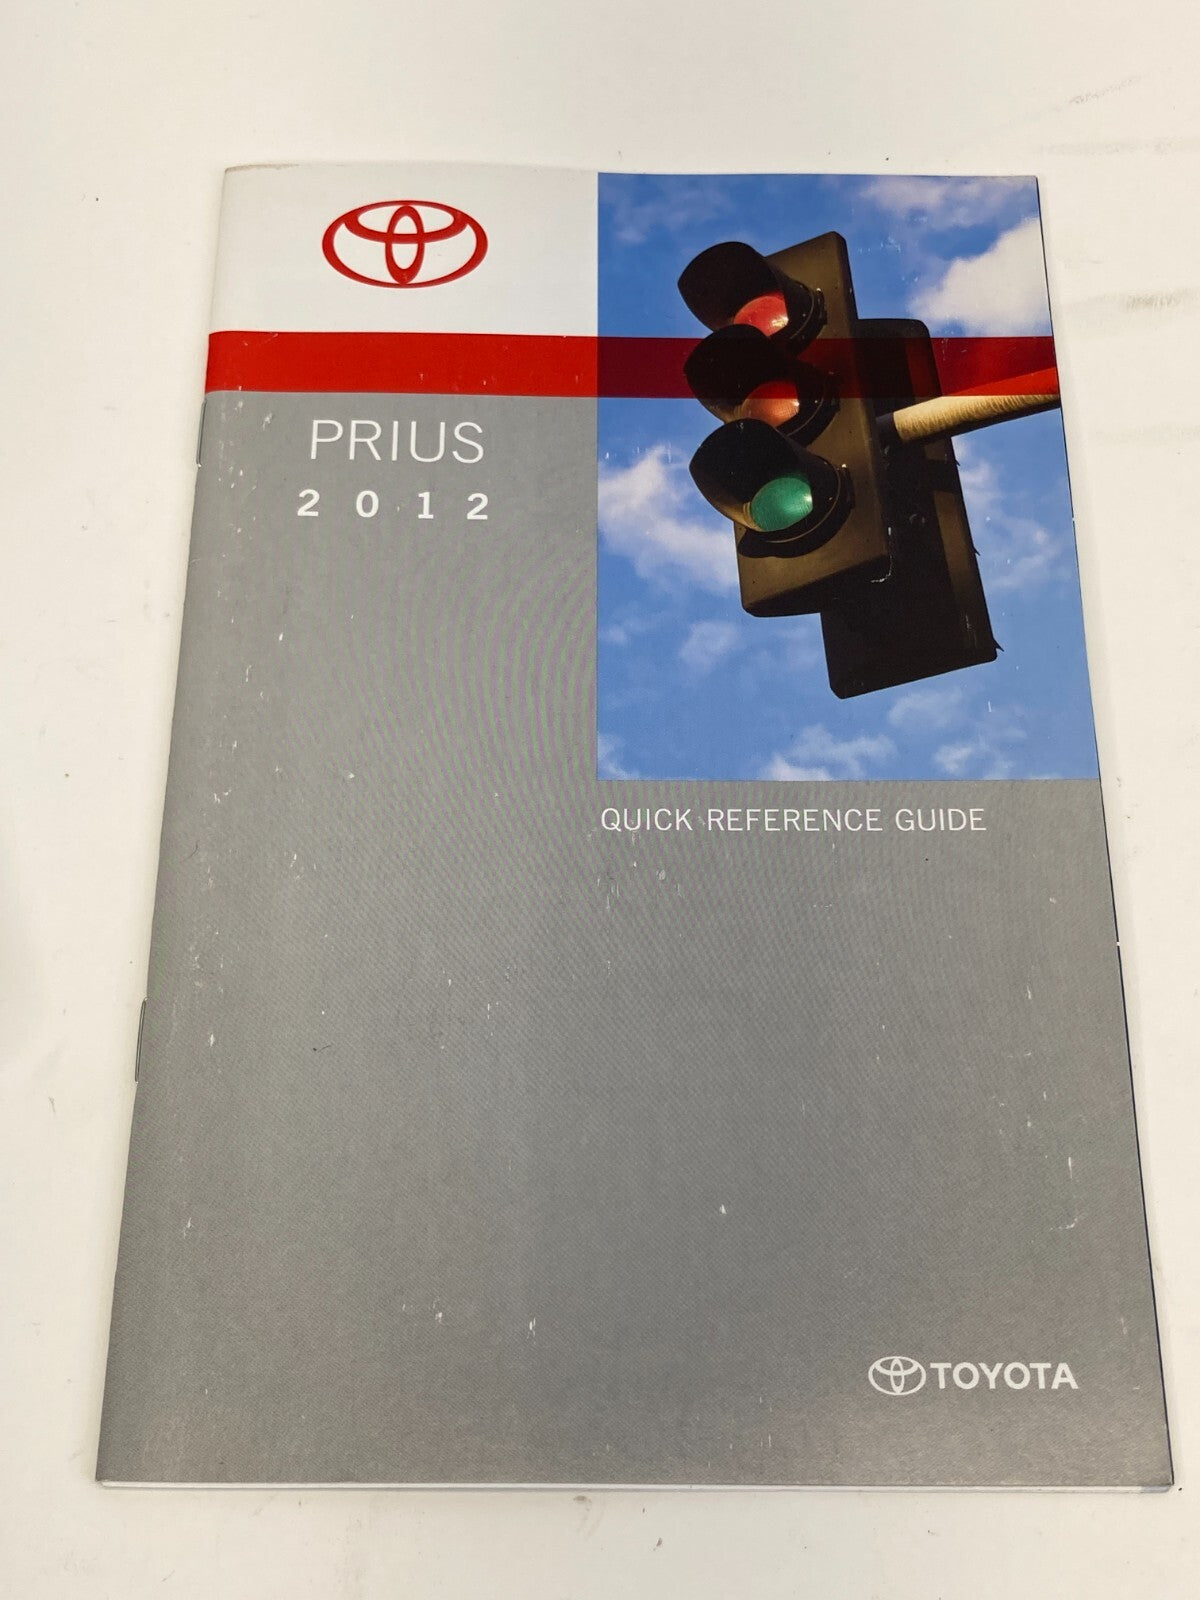 PRIUS
2012
QUICK REFERENCE GUIDE
TOYOTA